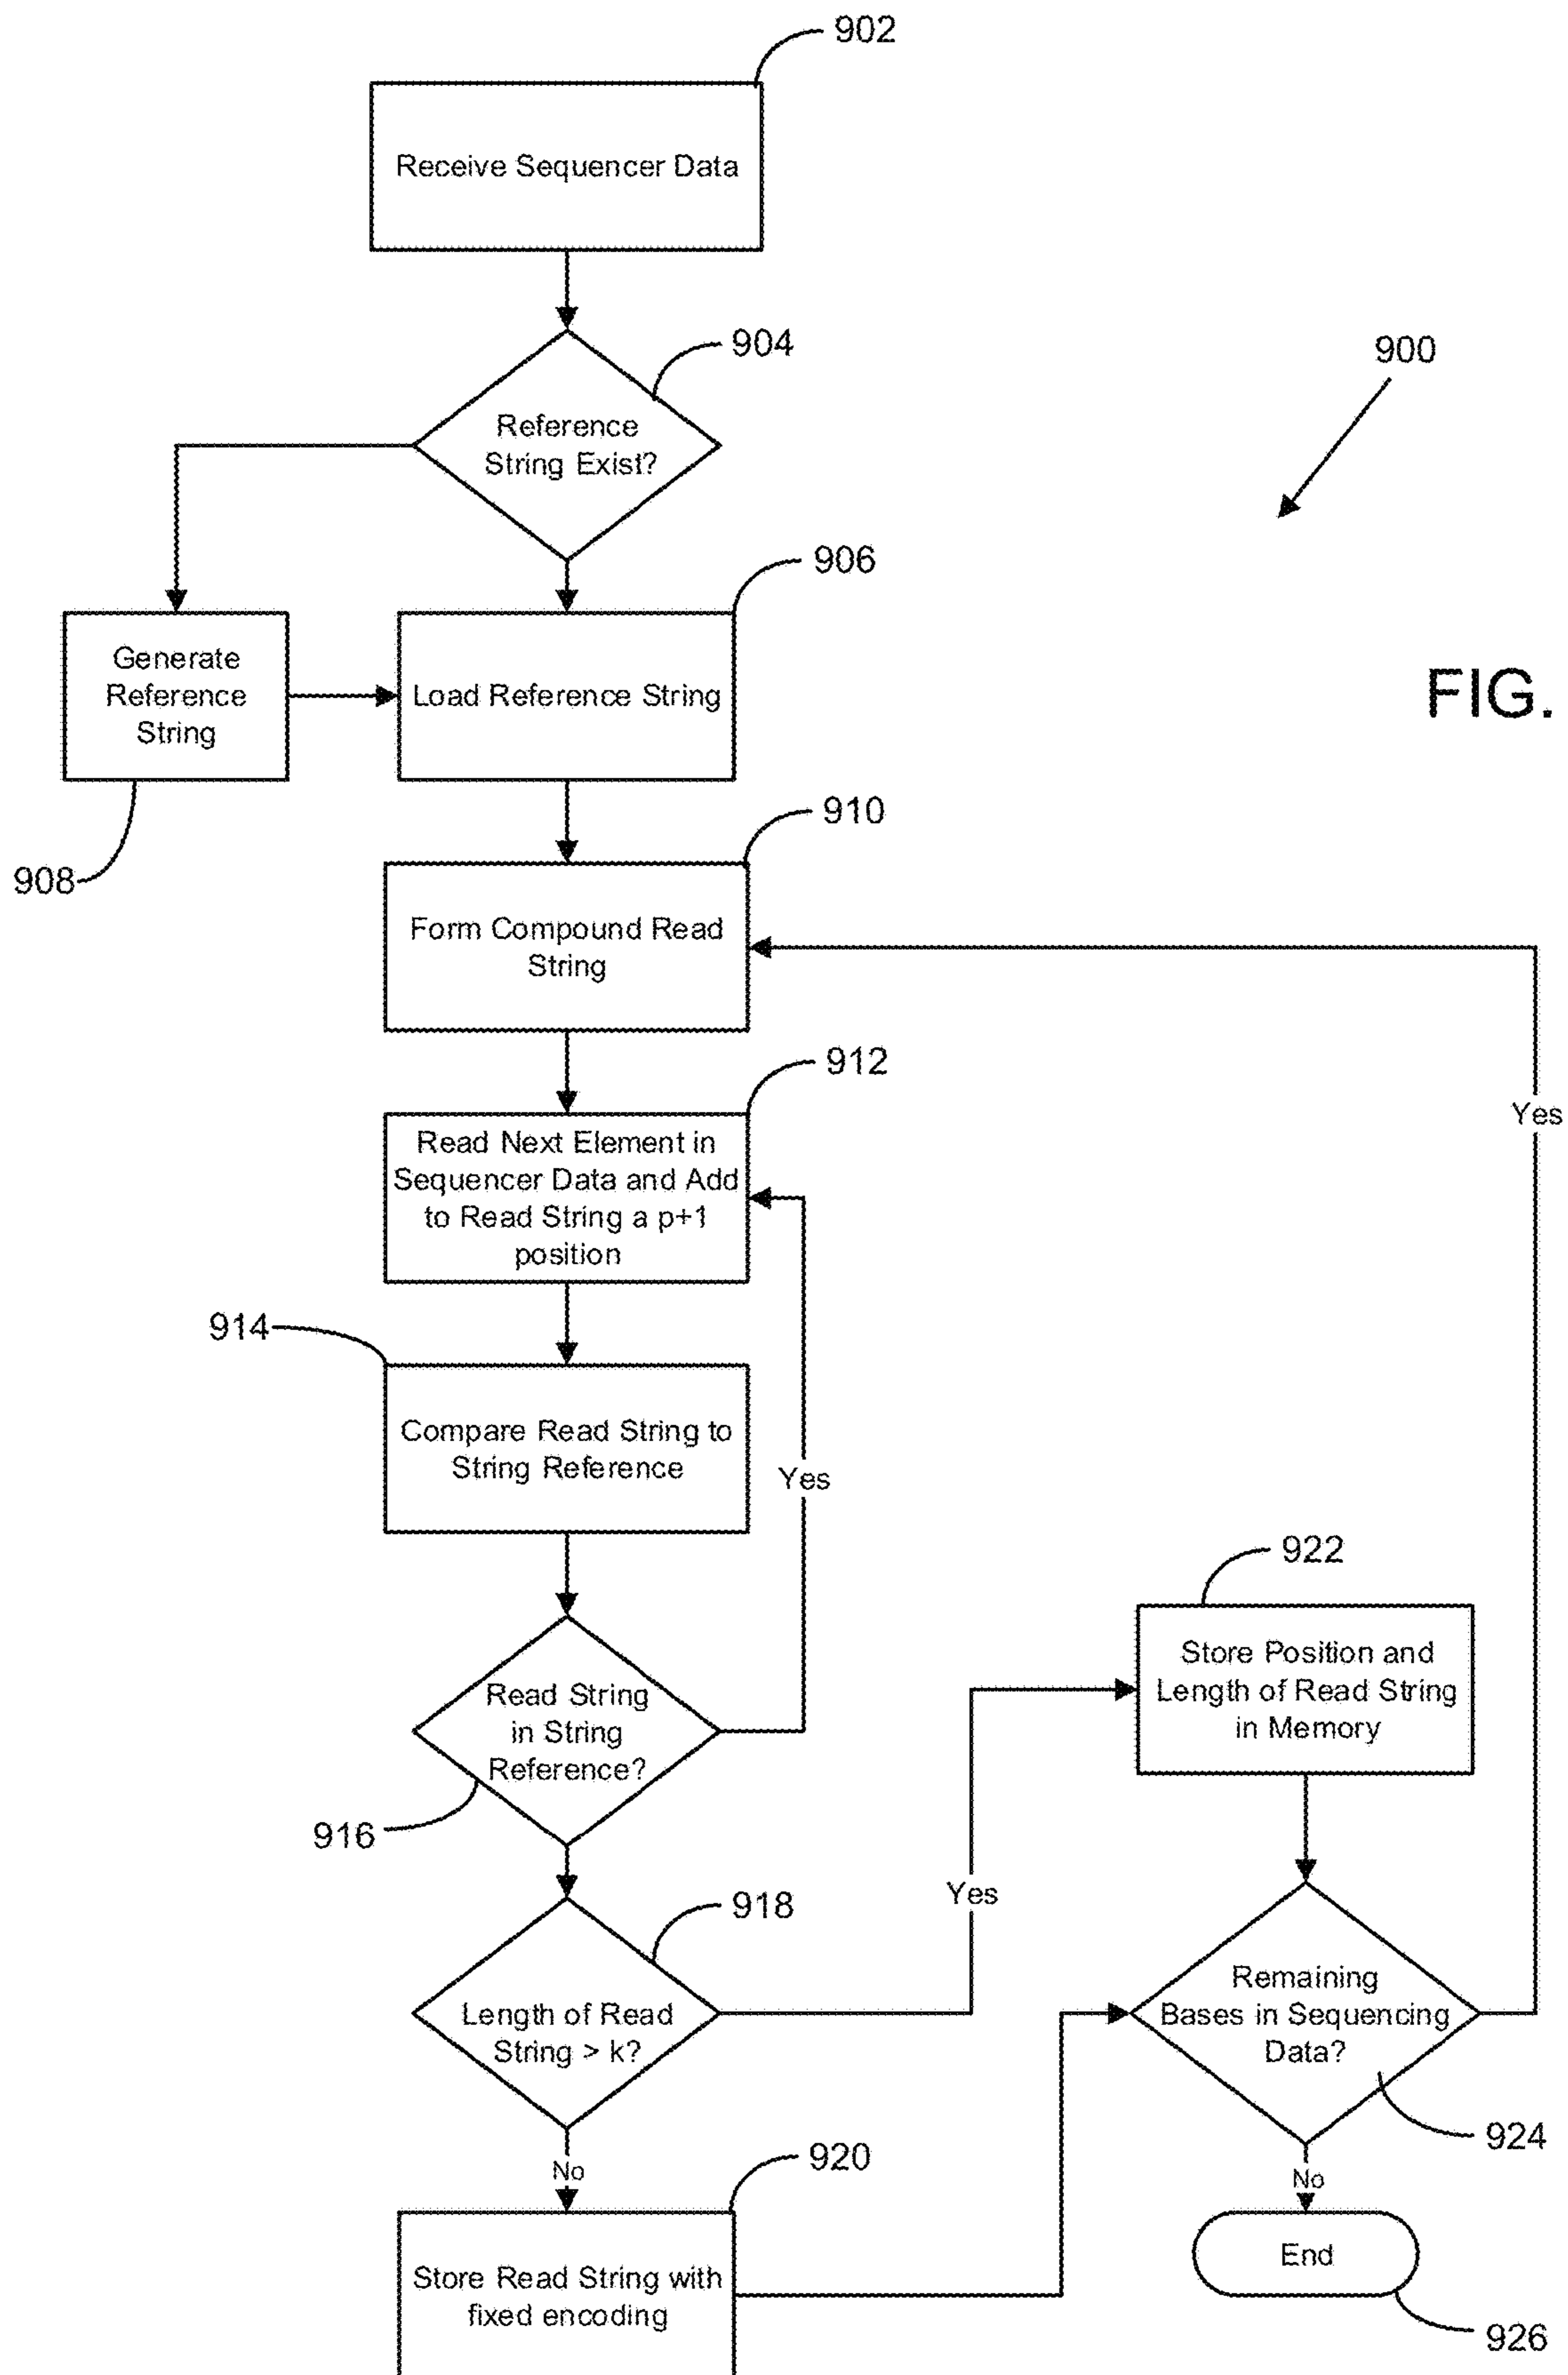 902
Receive Sequencer Data
904
Reference
String Exist?
900
906
Generate
Reference
String
Load Reference String
FIG.
908
910
Form Compound Read
String
912
Read Next Element in
Sequencer Data and Add
to Read String a p+1
position
Yes
914
Compare Read String to
String Reference
Yes
916
Read String
in String
Reference?
922
Store Position and
Length of Read String
in Memory
918
Length of Read
String > k?
Yes
Remaining
Bases in Sequencing
Data?
924
No
920
Store Read String with
fixed encoding
No
End
926